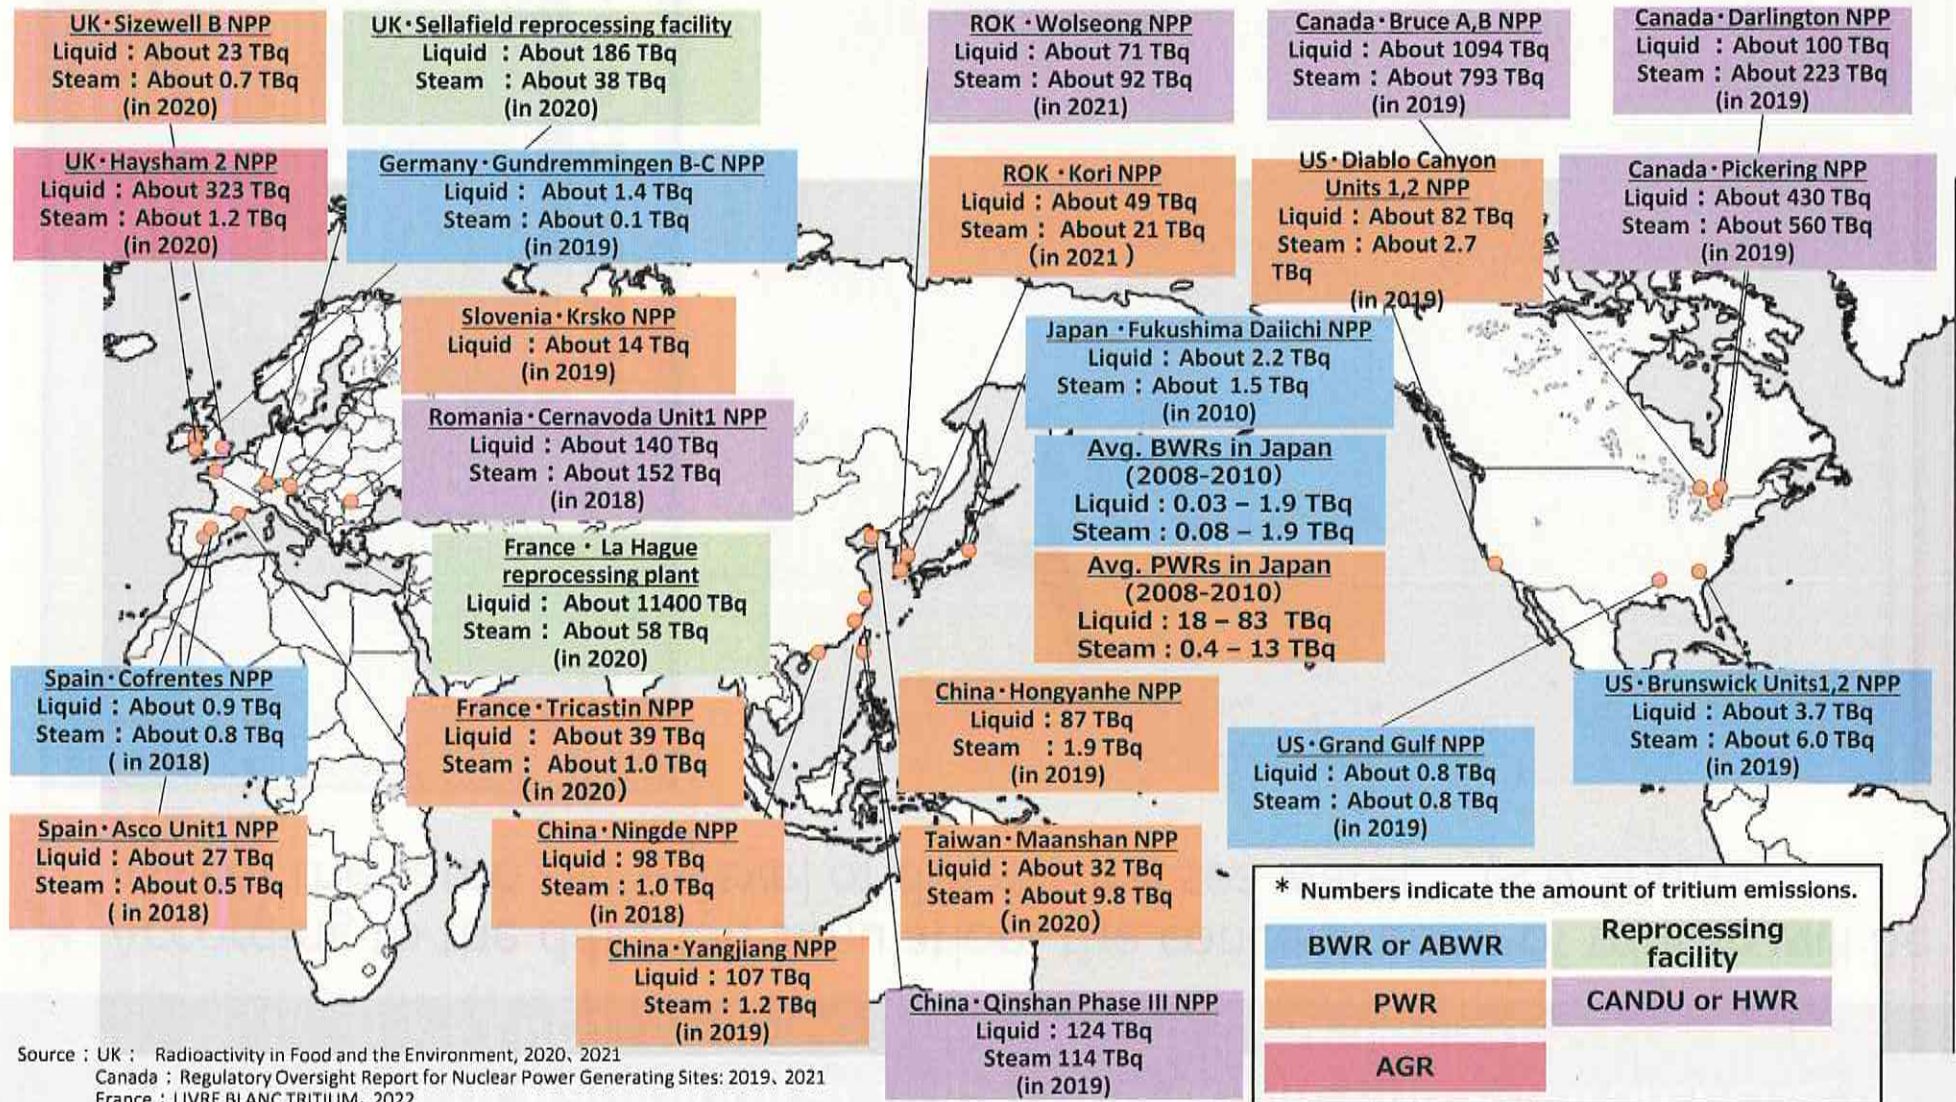 UK・Sizewell B NPP
Liquid：About 23 TBq
Steam：About 0.7 TBq
(in 2020)
UK・Sellafield reprocessing facility
Liquid：About 186 TBq
Steam ：About 38 TBq
(in 2020)
ROK ・Wolseong NPP
Liquid：About 71 TBq
Steam：About 92 TBq
(in 2021)
Canada・Bruce A,B NPP
Liquid：About 1094 TBq
Steam：About 793 TBq
(in 2019)
Canada・Darlington NPP
Liquid ：About 100 TBq
Steam：About 223 TBq
(in 2019)
UK・Haysham 2 NPP
Liquid：About 323 TBq
Steam：About 1.2 TBq
(in 2020)
Germany・Gundremmingen B-C NPP
Liquid： About 1.4 TBq
Steam：About 0.1 TBq
(in 2019)
ROK ・Kori NPP
Liquid：About 49 TBq
Steam： About 21 TBq
(in 2021 )
US・Diablo Canyon
Units 1,2 NPP
Liquid：About 82 TBq
Steam：About 2.7
TBq
(in 2019)
Canada・Pickering NPP
Liquid：About 430 TBq
Steam：About 560 TBq
(in 2019)
Slovenia・Krsko NPP
Liquid ：About 14 TBq
(in 2019)
Japan ・Fukushima Daiichi NPP
Liquid：About 2.2 TBq
Steam：About 1.5 TBq
(in 2010)
Romania・Cernavoda Unit1 NPP
Liquid：About 140 TBq
Steam：About 152 TBq
(in 2018)
Avg. BWRs in Japan
(2008-2010)
Liquid：0.03 – 1.9 TBq
Steam：0.08 – 1.9 TBq
France・ La Hague
reprocessing plant
Liquid： About 11400 TBq
Steam： About 58 TBq
(in 2020)
Avg. PWRs in Japan
(2008-2010)
Liquid：18 – 83 TBq
Steam：0.4 – 13 TBq
Spain・Cofrentes NPP
Liquid：About 0.9 TBq
Steam：About 0.8 TBq
( in 2018)
France・Tricastin NPP
Liquid ： About 39 TBq
Steam： About 1.0 TBq
(in 2020)
China・Hongyanhe NPP
Liquid：87 TBq
Steam ：1.9 TBq
(in 2019)
US・Grand Gulf NPP
Liquid：About 0.8 TBq
Steam：About 0.8 TBq
(in 2019)
US・Brunswick Units1,2 NPP
Liquid：About 3.7 TBq
Steam：About 6.0 TBq
(in 2019)
Spain・Asco Unit1 NPP
Liquid：About 27 TBq
Steam：About 0.5 TBq
( in 2018)
China・Ningde NPP
Liquid：98 TBq
Steam：1.0 TBq
(in 2018)
Taiwan・Maanshan NPP
Liquid：About 32 TBq
Steam：About 9.8 TBq
(in 2020)
China・Yangjiang NPP
Liquid：107 TBq
Steam：1.2 TBq
(in 2019)
China・Qinshan Phase III NPP
Liquid：124 TBq
Steam 114 TBq
(in 2019)
* Numbers indicate the amount of tritium emissions.
BWR or ABWR
Reprocessing
facility
PWR
CANDU or HWR
AGR
Source：UK： Radioactivity in Food and the Environment, 2020、2021
Canada：Regulatory Oversight Report for Nuclear Power Generating Sites: 2019、2021
France：LIVRE BLANC TRITIUM、2022